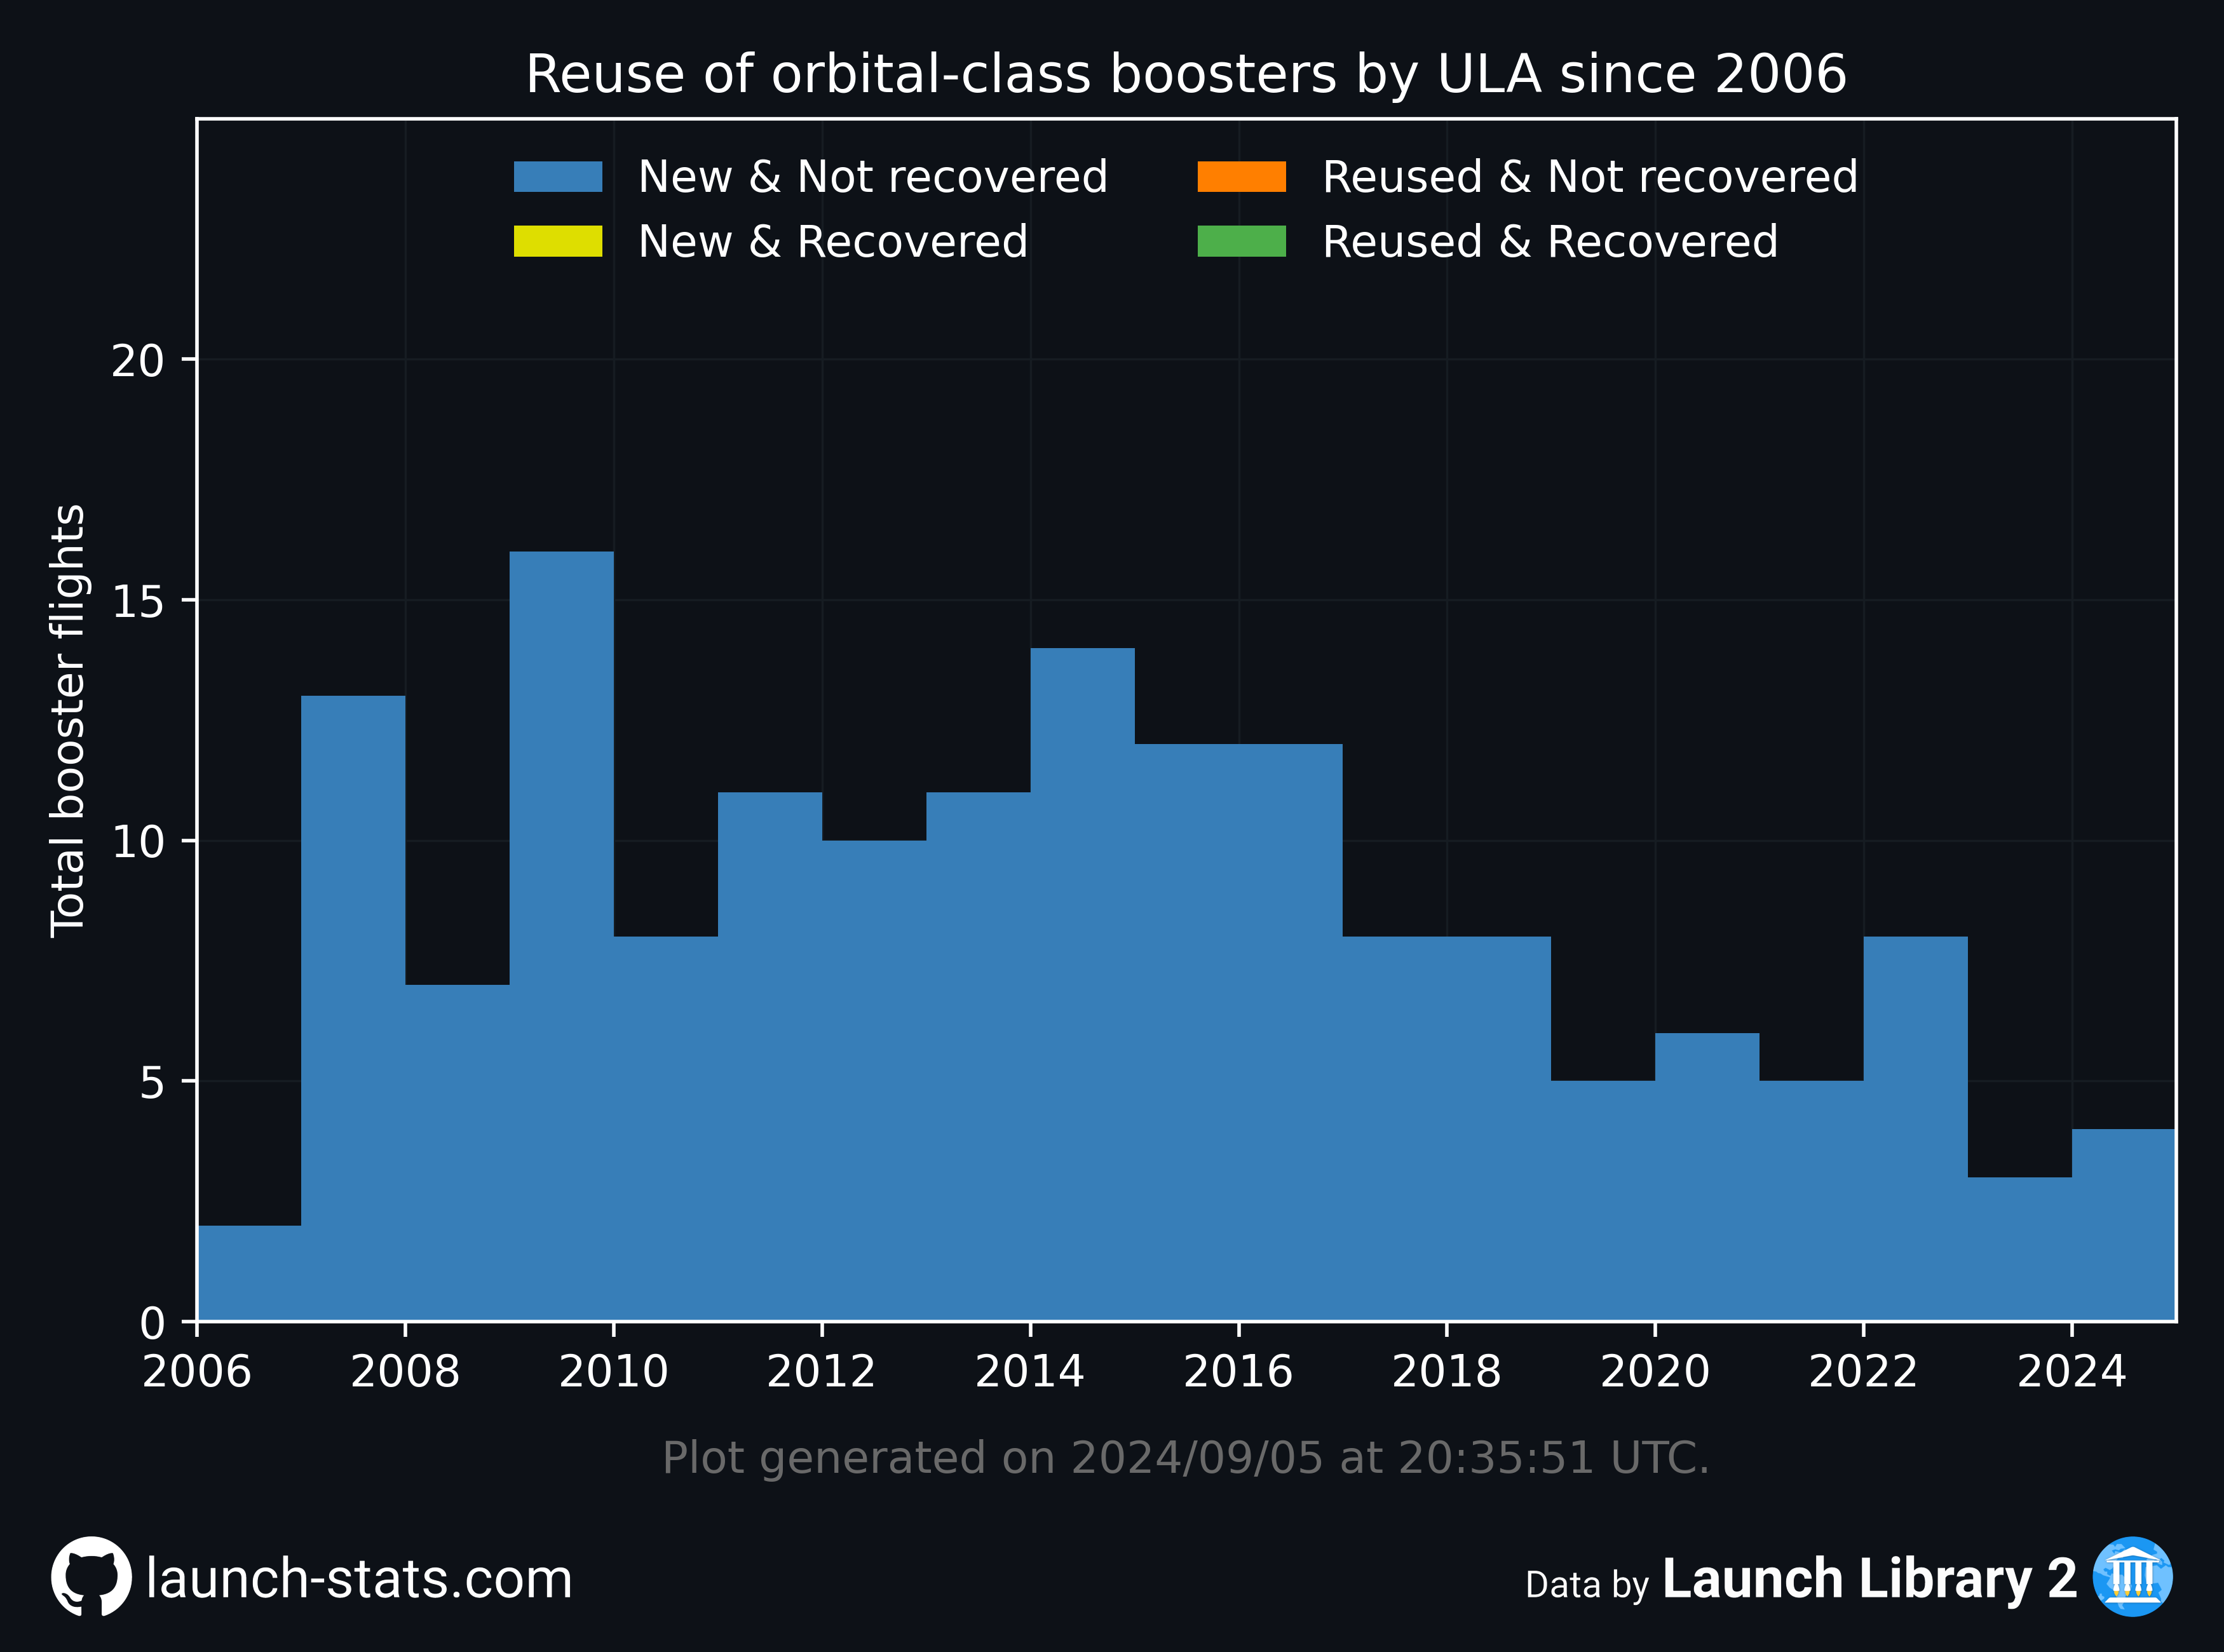 Reuse of orbital-class boosters by ULA since 2006
New & Not recovered
New & Recovered
Reused & Not recovered
Reused & Recovered
Total booster flights
20
15
10
5
0
2006 2008 2010 2012 2014 2016 2018 2020 2022 2024
Plot generated on 2024/09/05 at 20:35:51 UTC.
launch-stats.com
Data by Launch Library 2